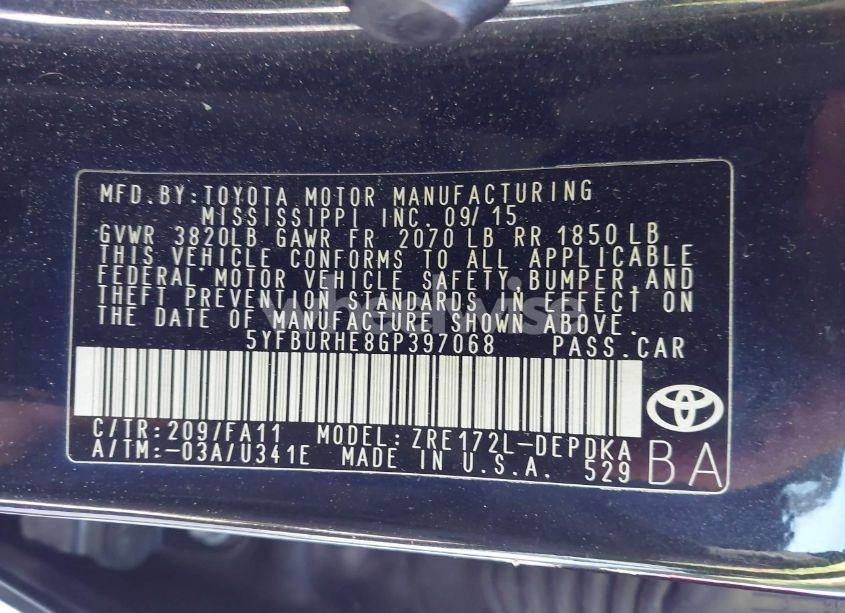 MFD.BY:TOYOTA MOTOR MANUFACTURING
MISSISSIPPI INC. 09/15
GVWR 3820LB GAWR FR 2070 LB RR 1850 LB
THIS VEHICLE CONFORMS TO ALL APPLICABLE
FEDERAL MOTOR VEHICLE SAFETY,BUMPER,AND
THEFT PREVENTION STANDARDS IN EFFECT ON
THE DATE OF MANUFACTURE SHOWN ABOVE.
5YFBURHE8GP397068 PASS.CAR
C/TR:209/FA11 MODEL:ZRE172L-DEPDKA
A/TM:-03A/U341E MADE IN U.S.A. 529
BA